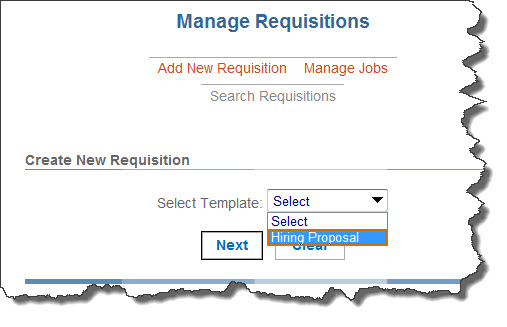 Manage Requisitions
Add New Requisition Manage Jobs
Search Requisitions
Create New Requisition
Select Template: Select
Select
Hiring Proposal
Next Clear